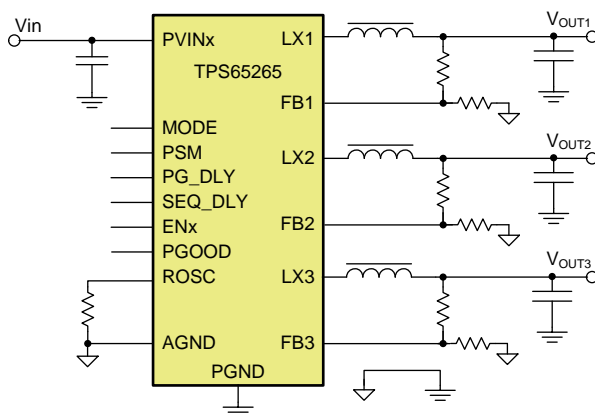 Vin
PVINx
LX1
VOUT1
TPS65265
FB1
MODE
PSM
LX2
VOUT2
PG_DLY
SEQ_DLY
ENx
FB2
PGOOD
ROSC
LX3
VOUT3
AGND
FB3
PGND